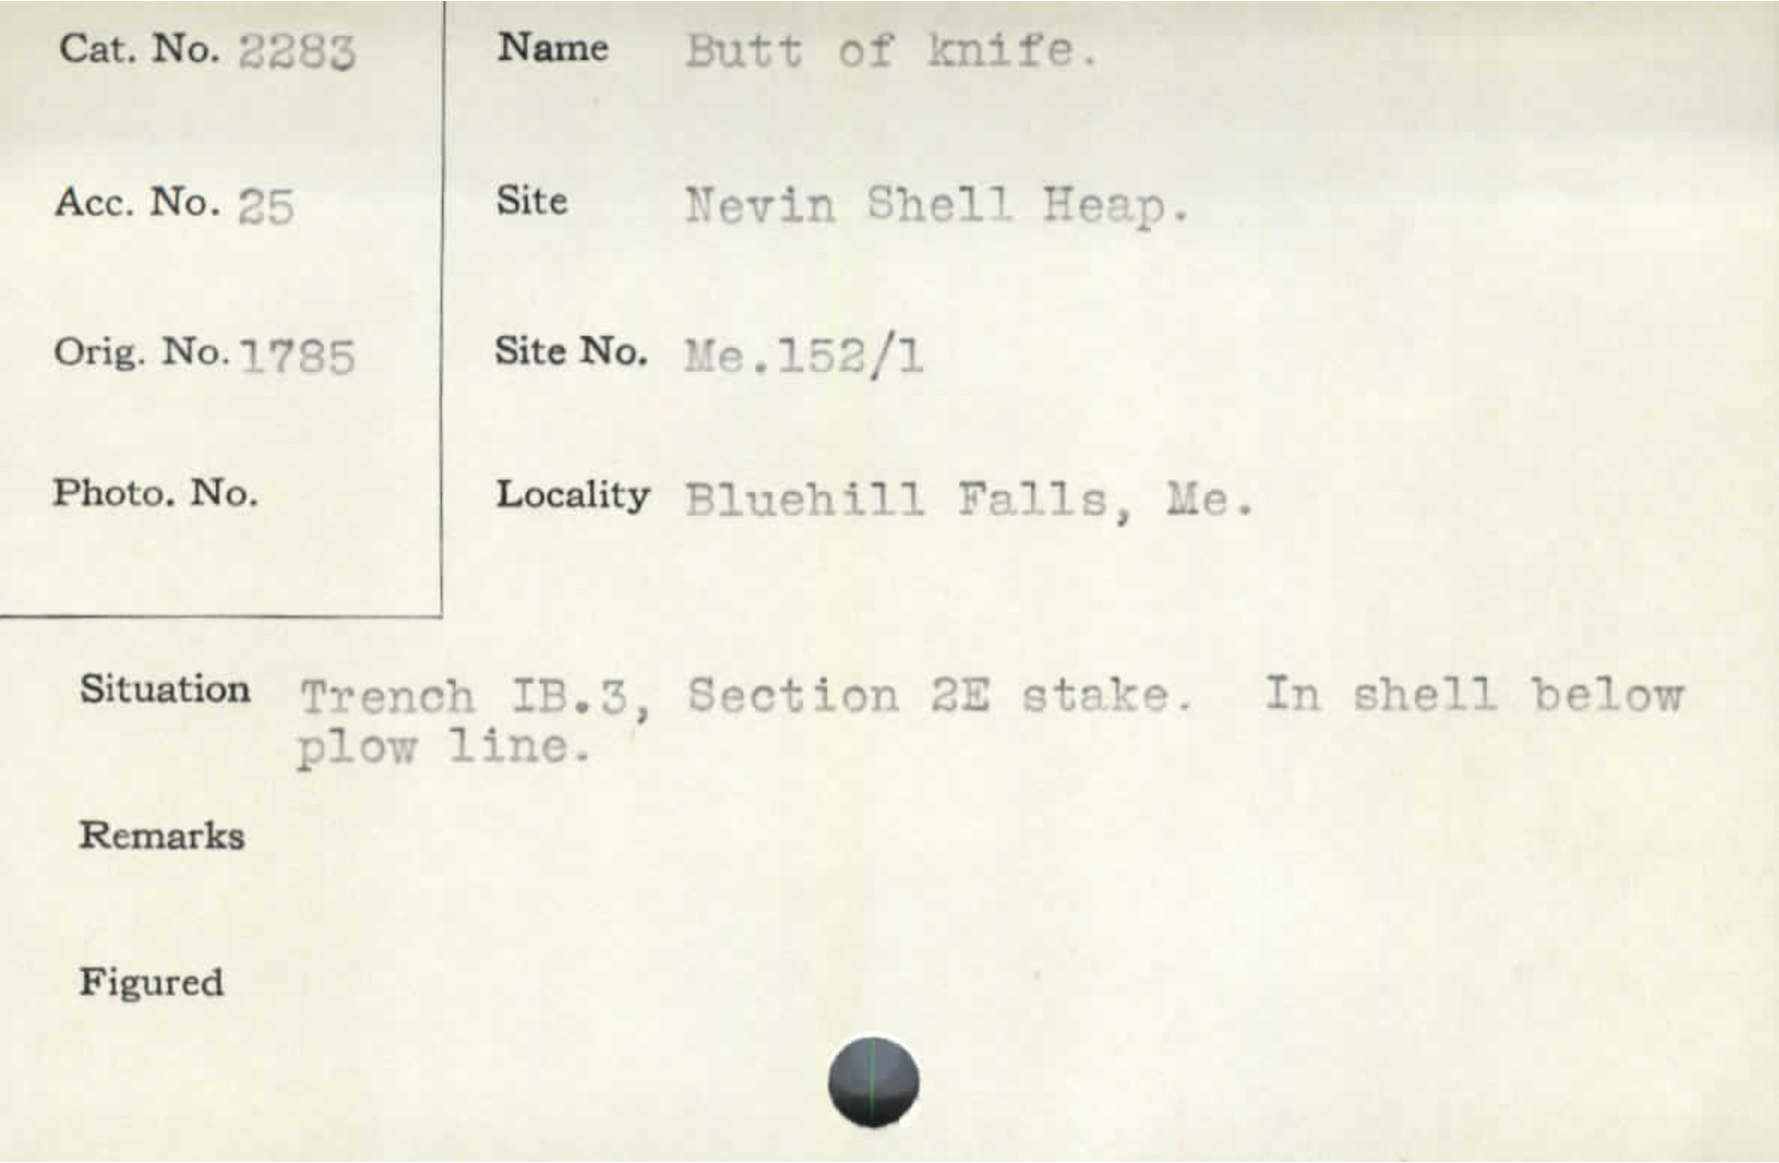 Cat. No. 2283
Name Butt of knife.
Acc. No. 25
Site Nevin Shell Heap.
Orig. No. 1785
Site No. Me.152/1
Photo. No.
Locality Bluehill Falls, Me.
Situation Trench IB.3, Section 2E stake. In shell below
plow line.
Remarks
Figured